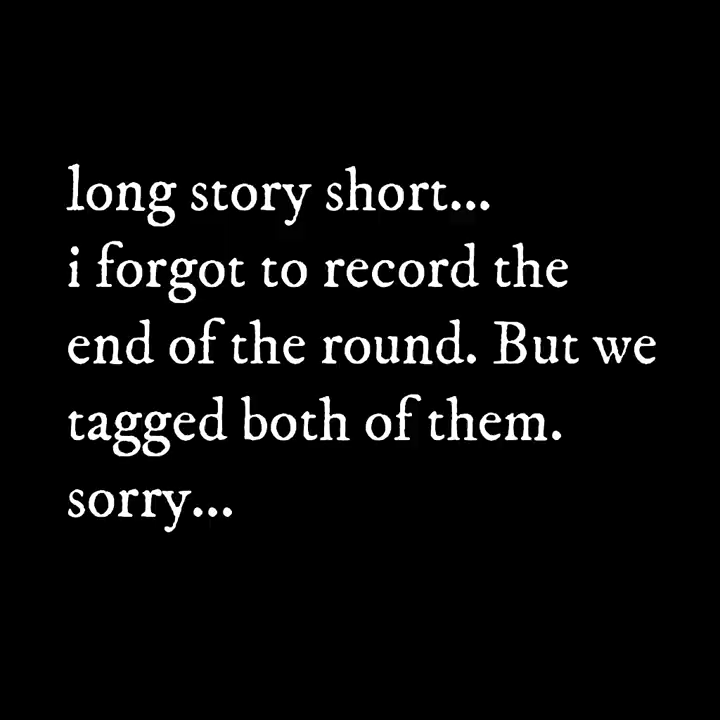 long story short...
i forgot to record the
end of the round. But we
tagged both of them.
sorry...